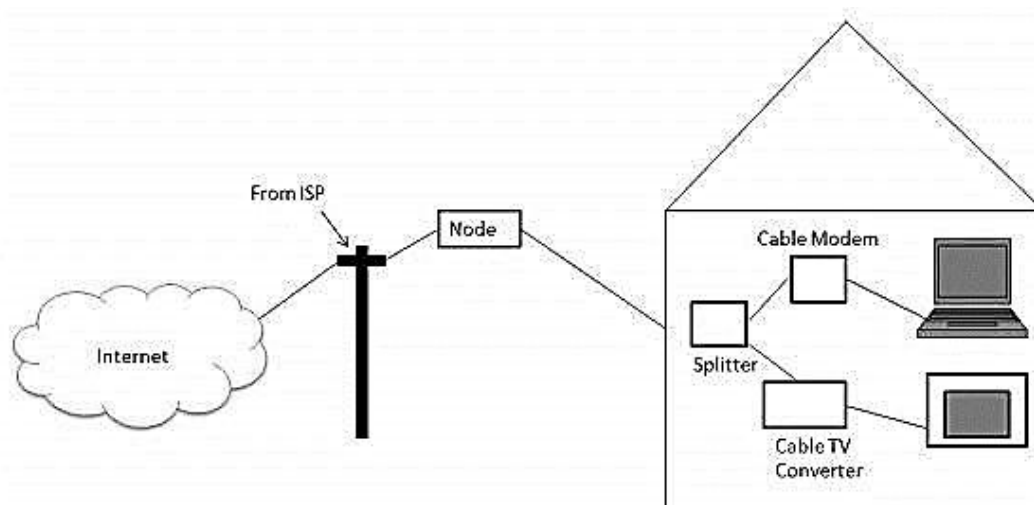 From ISP
Node
Internet
Cable Modem
Splitter
Cable TV
Converter